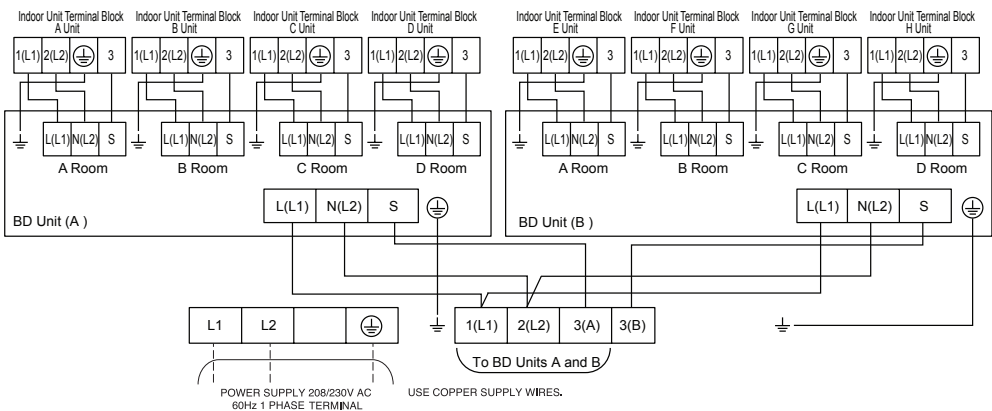 Indoor Unit Terminal Block Indoor Unit Terminal Block Indoor Unit Terminal Block Indoor Unit Terminal Block Indoor Unit Terminal Block Indoor Unit Terminal Block Indoor Unit Terminal Block Indoor Unit Terminal Block
A Unit B Unit C Unit D Unit E Unit F Unit G Unit H Unit
1(L1) 2(L2) 3 1(L1) 2(L2) 3 1(L1) 2(L2) 3 1(L1) 2(L2) 3 1(L1) 2(L2) 3 1(L1) 2(L2) 3 1(L1) 2(L2) 3 1(L1) 2(L2) 3
L(L1) N(L2) S L(L1) N(L2) S L(L1) N(L2) S L(L1) N(L2) S L(L1) N(L2) S L(L1) N(L2) S L(L1) N(L2) S L(L1) N(L2) S
A Room B Room C Room D Room A Room B Room C Room D Room
L(L1) N(L2) S L(L1) N(L2) S
BD Unit (A ) BD Unit (B )
L1 L2 1(L1) 2(L2) 3(A) 3(B)
To BD Units A and B
POWER SUPPLY 208/230V AC USE COPPER SUPPLY WIRES.
60Hz 1 PHASE TERMINAL